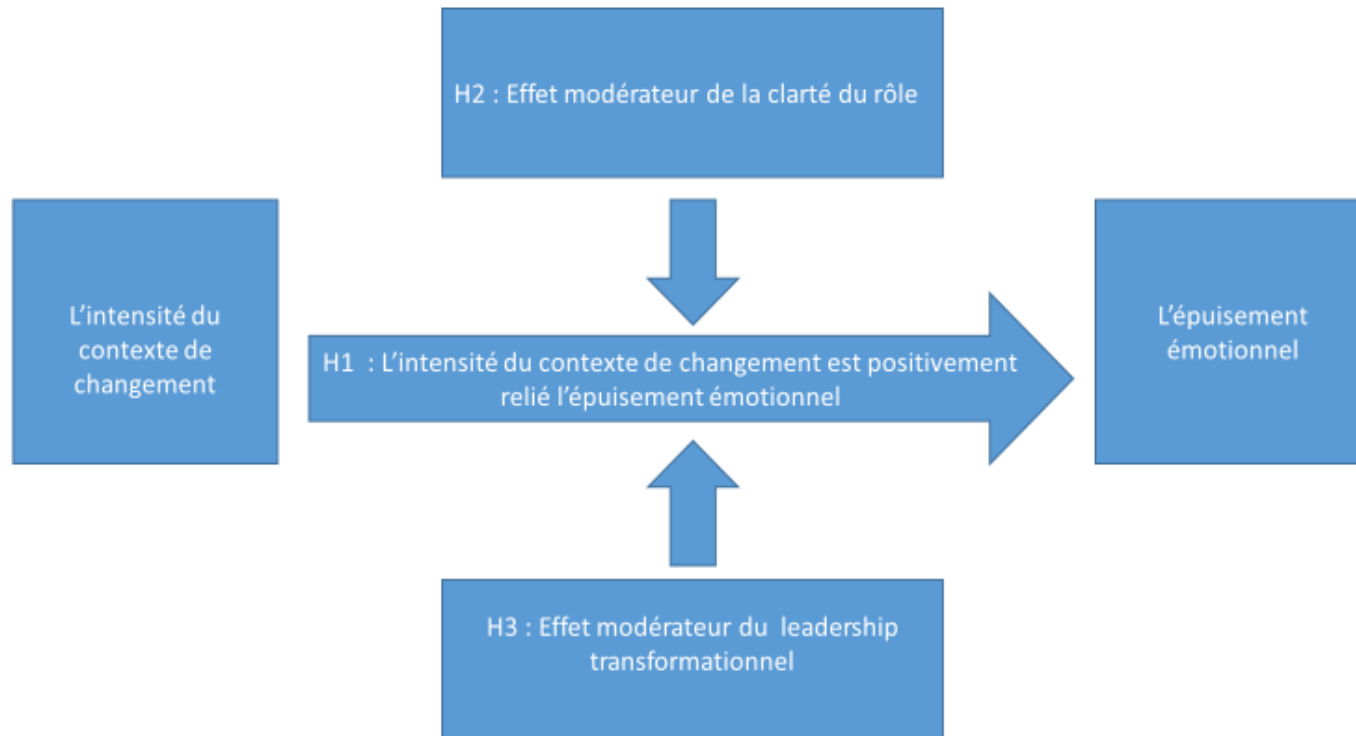 H2 : Effet modérateur de la clarté du rôle
L’intensité du
contexte de
changement
H1 : L’intensité du contexte de changement est positivement
relié l’épuisement émotionnel
L’épuisement
émotionnel
H3 : Effet modérateur du leadership
transformationnel